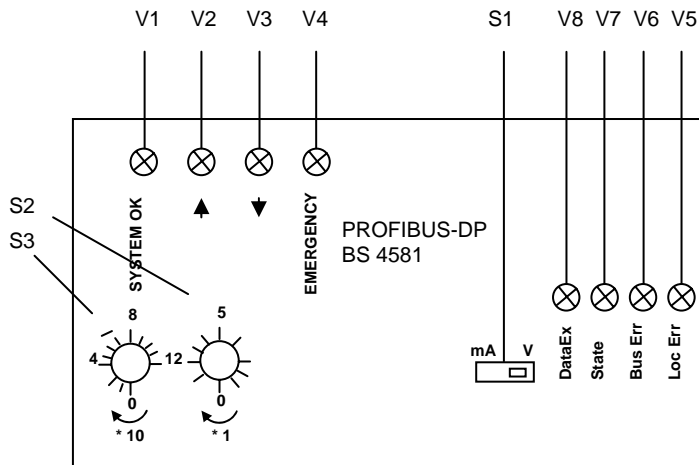 V1 V2 V3 V4 S1 V8 V7 V6 V5
S2
S3
SYSTEM OK
EMERGENCY
PROFIBUS-DP
BS 4581
8
4
12
0
* 10
5
0
* 1
mA V
DataEx
State
Bus Err
Loc Err